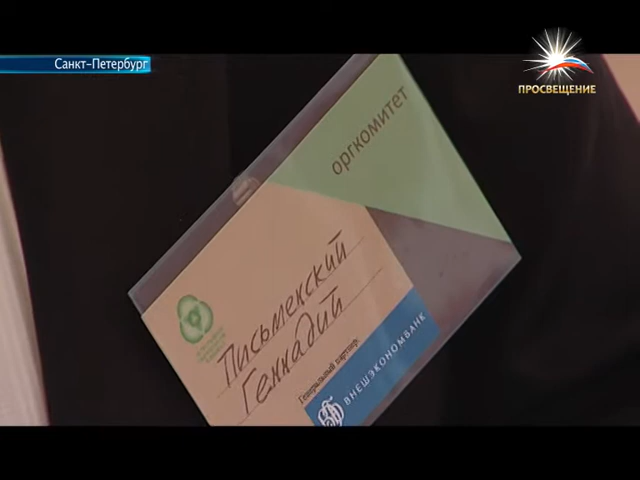 Санкт-Петербург
ПРОСВЕЩЕНИЕ
оргкомитет
Письменский
Геннадий
Генеральный партнер:
ВНЕШЭКОНОМБАНК